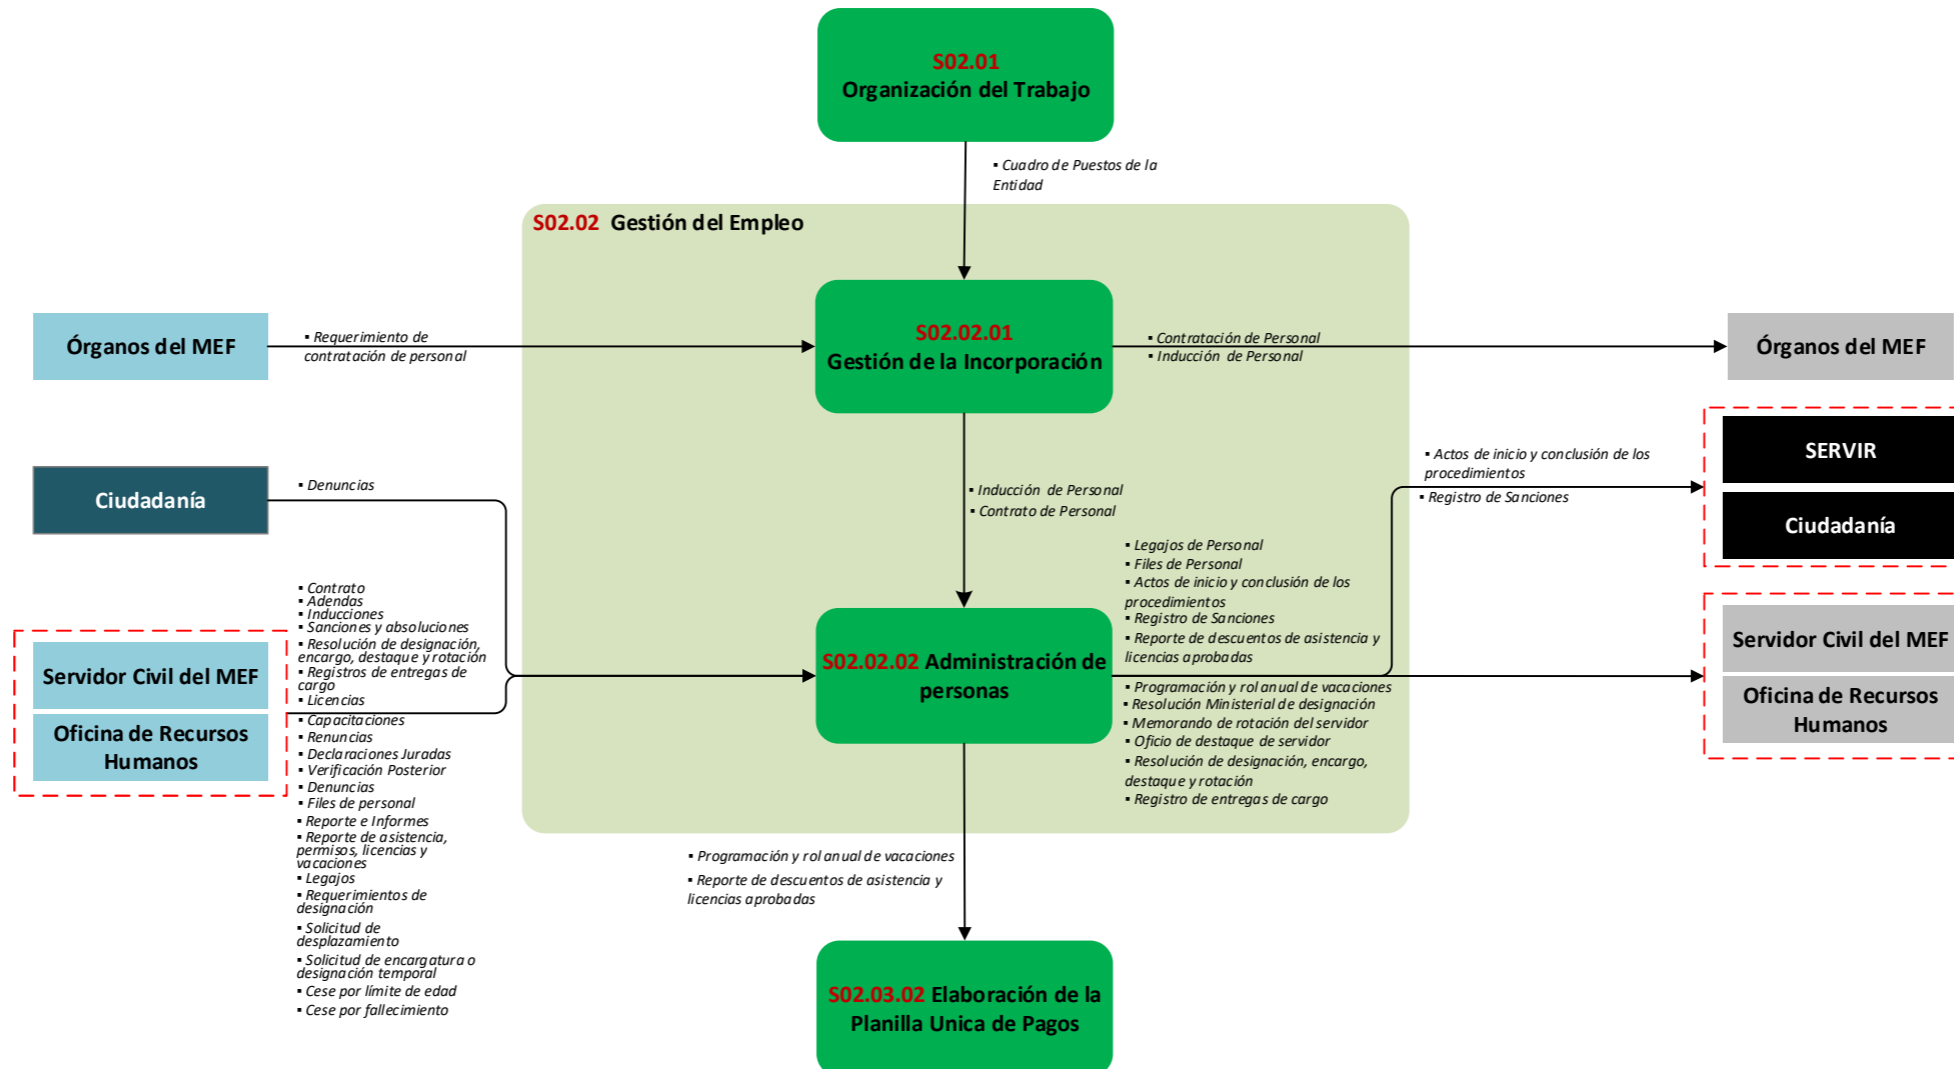 S02.01
Organización del Trabajo
▪ Cuadro de Puestos de la
Entidad
S02.02 Gestión del Empleo
Órganos del MEF
▪ Requerimiento de
contratación de personal
S02.02.01
Gestión de la Incorporación
▪ Contratación de Personal
▪ Inducción de Personal
Órganos del MEF
Ciudadanía
▪ Denuncias
▪ Inducción de Personal
▪ Contrato de Personal
▪ Actos de inicio y conclusión de los
procedimientos
▪ Registro de Sanciones
SERVIR
Ciudadanía
Servidor Civil del MEF
Oficina de Recursos
Humanos
▪ Contrato
▪ Adendas
▪ Inducciones
▪ Sanciones y absoluciones
▪ Resolución de designación,
encargo, destaque y rotación
▪ Registros de entregas de
cargo
▪ Licencias
▪ Capacitaciones
▪ Renuncias
▪ Declaraciones Juradas
▪ Verificación Posterior
▪ Denuncias
▪ Files de personal
▪ Reporte e Informes
▪ Reporte de asistencia,
permisos, licencias y
vacaciones
▪ Legajos
▪ Requerimientos de
designación
▪ Solicitud de
desplazamiento
▪ Solicitud de encargatura o
designación temporal
▪ Cese por límite de edad
▪ Cese por fallecimiento
S02.02.02 Administración de
personas
▪ Legajos de Personal
▪ Files de Personal
▪ Actos de inicio y conclusión de los
procedimientos
▪ Registro de Sanciones
▪ Reporte de descuentos de asistencia y
licencias aprobadas
▪ Programación y rol anual de vacaciones
▪ Resolución Ministerial de designación
▪ Memorando de rotación del servidor
▪ Oficio de destaque de servidor
▪ Resolución de designación, encargo,
destaque y rotación
▪ Registro de entregas de cargo
Servidor Civil del MEF
Oficina de Recursos
Humanos
▪ Programación y rol anual de vacaciones
▪ Reporte de descuentos de asistencia y
licencias aprobadas
S02.03.02 Elaboración de la
Planilla Unica de Pagos